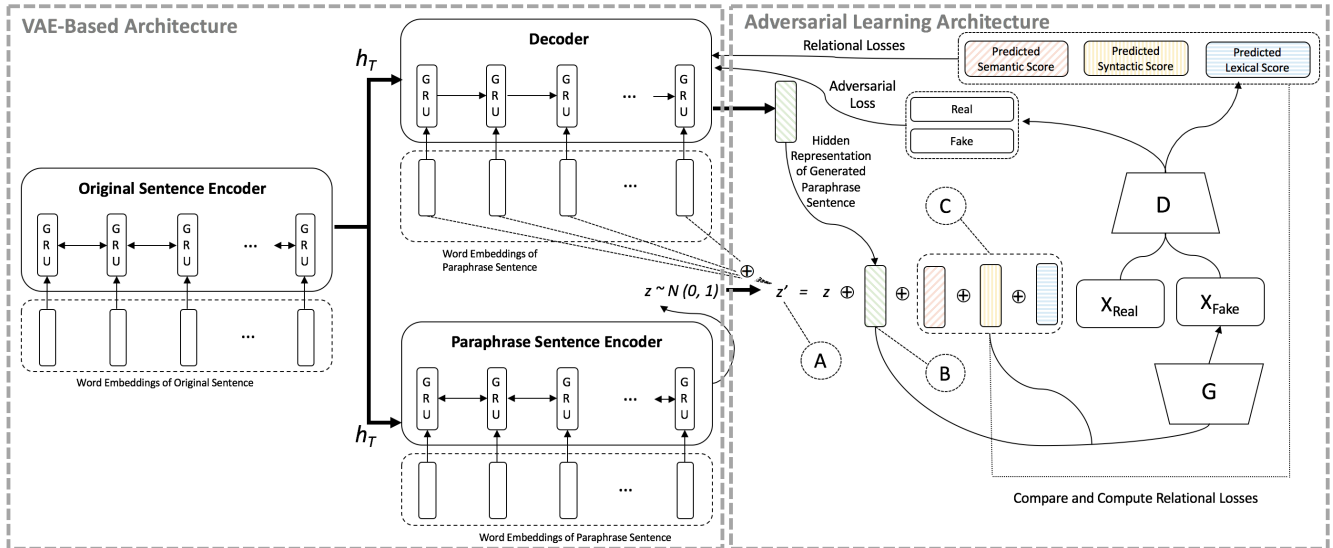 VAE-Based Architecture
Adversarial Learning Architecture
Decoder
h_T
G R U
G R U
G R U
...
G R U
...
Word Embeddings of
Paraphrase Sentence
Original Sentence Encoder
G R U
G R U
G R U
...
G R U
...
Word Embeddings of Original Sentence
z ~ N (0, 1)
Paraphrase Sentence Encoder
h_T
G R U
G R U
G R U
...
G R U
...
Word Embeddings of Paraphrase Sentence
Relational Losses
Predicted
Semantic Score
Predicted
Syntactic Score
Predicted
Lexical Score
Adversarial
Loss
Real
Fake
Hidden
Representation
of Generated
Paraphrase
Sentence
C
D
⊕
z' = z ⊕ ⊕ ⊕ ⊕
X_Real
X_Fake
A
B
G
Compare and Compute Relational Losses